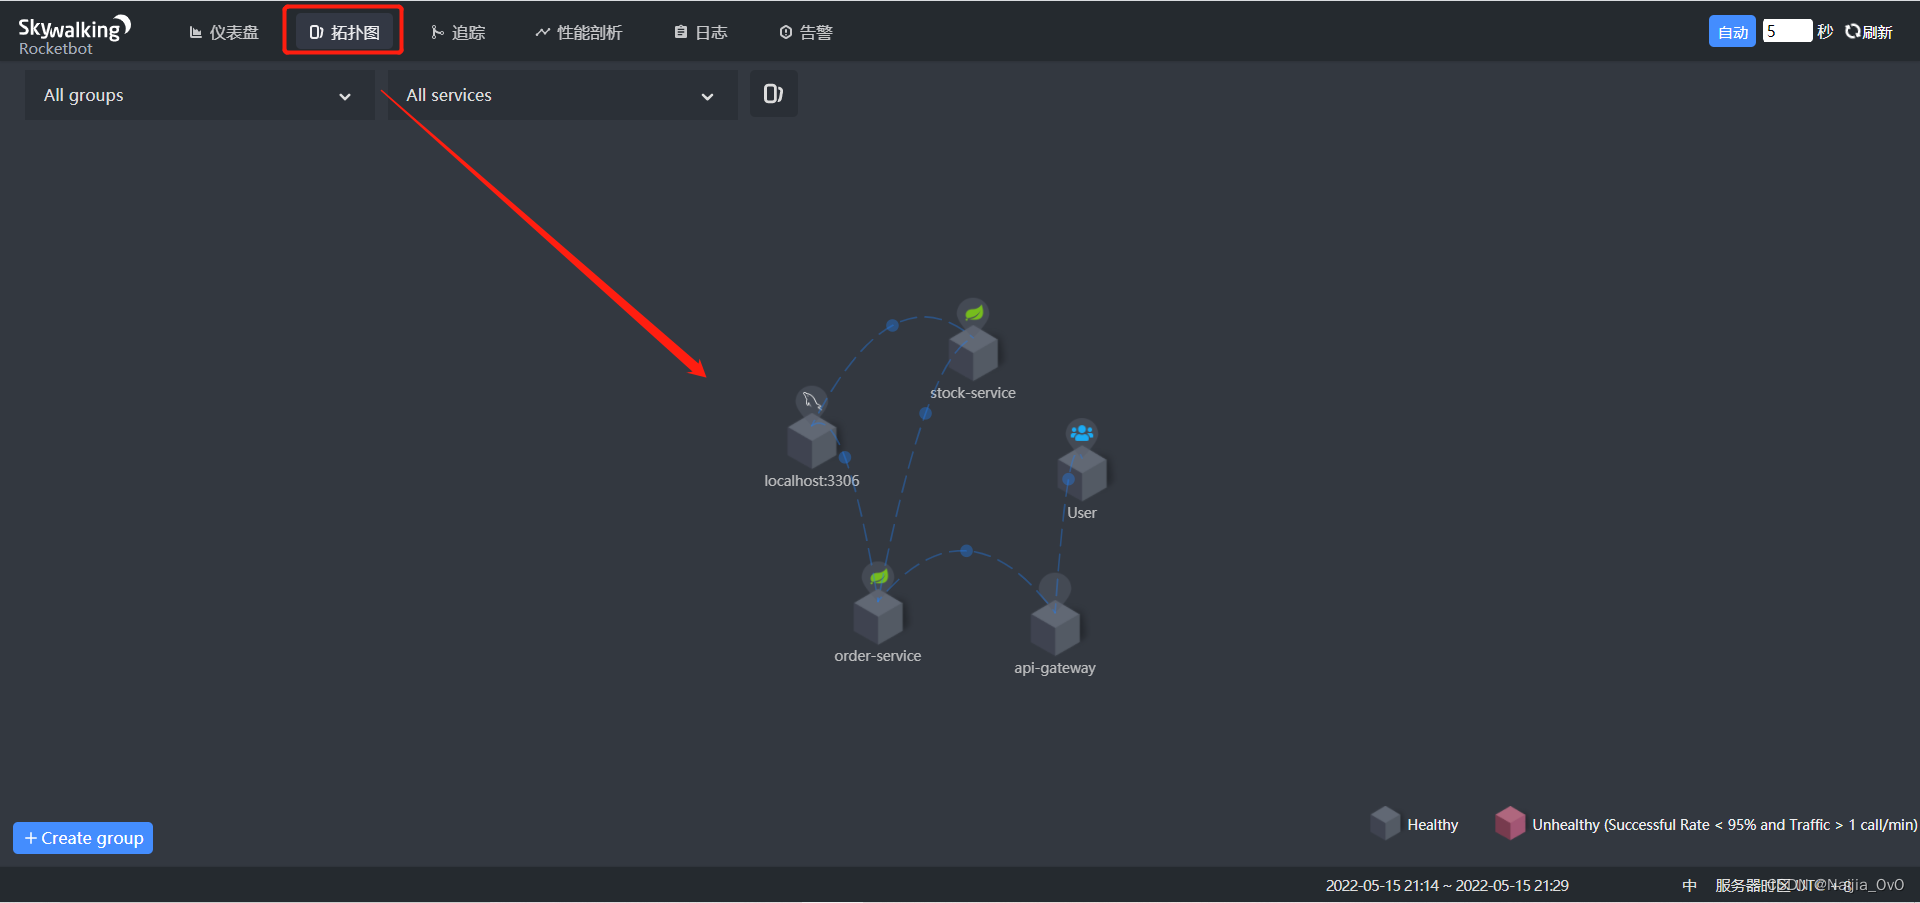 Skywalking
Rocketbot
仪表盘
拓扑图
追踪
性能剖析
日志
告警
自动
5
秒
刷新
All groups
All services
stock-service
localhost:3306
User
order-service
api-gateway
+ Create group
Healthy
Unhealthy (Successful Rate < 95% and Traffic > 1 call/min)
2022-05-15 21:14 ~ 2022-05-15 21:29
中
服务器时区 UTC + 8
CSDN @Najjia_OvO